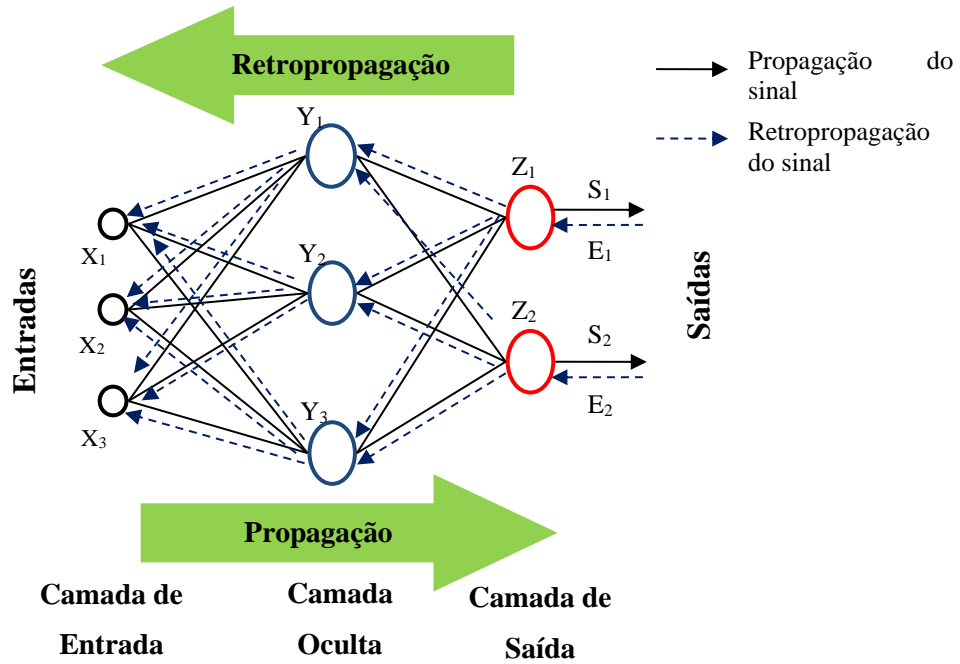 Retropropagação
Propagação do
sinal
Retropropagação
do sinal
Y₁
Z₁
S₁
X₁
E₁
Y₂
Entradas
Saídas
Z₂
S₂
X₂
E₂
Y₃
X₃
Propagação
Camada de
Entrada
Camada
Oculta
Camada de
Saída